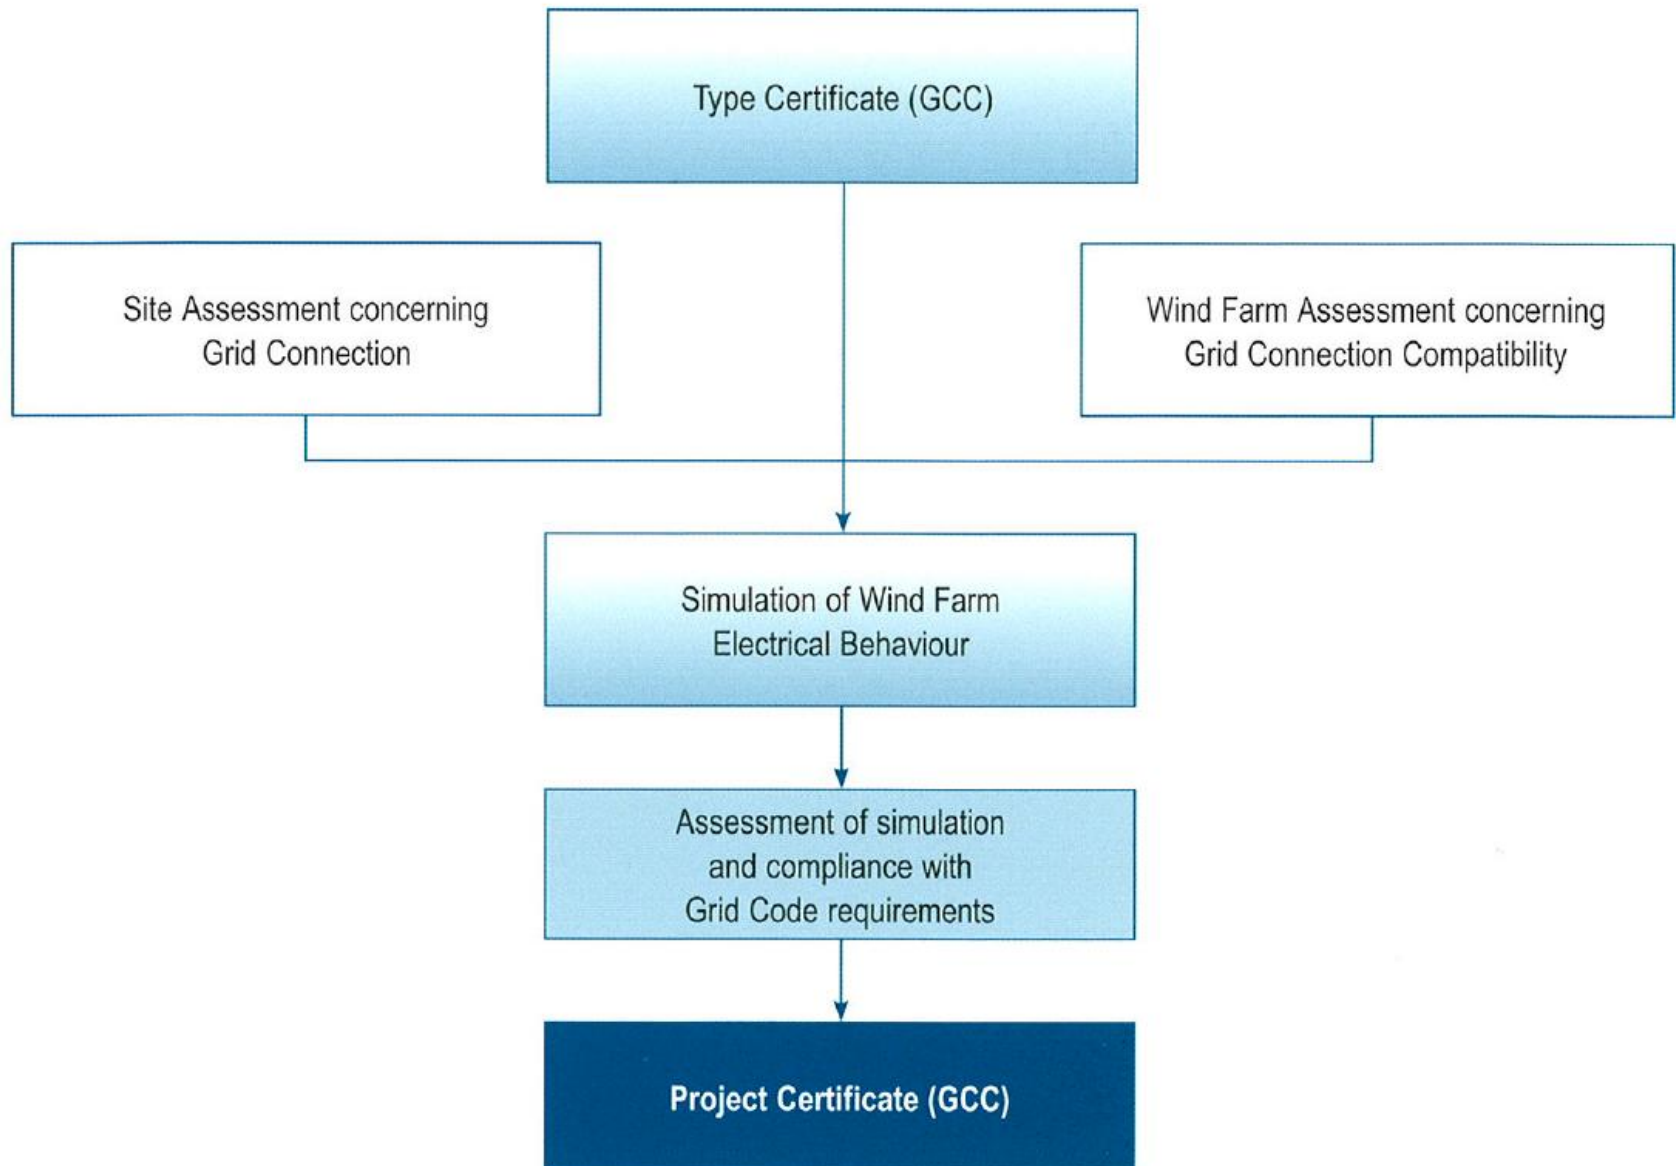 Type Certificate (GCC)
Site Assessment concerning
Grid Connection
Wind Farm Assessment concerning
Grid Connection Compatibility
Simulation of Wind Farm
Electrical Behaviour
Assessment of simulation
and compliance with
Grid Code requirements
Project Certificate (GCC)